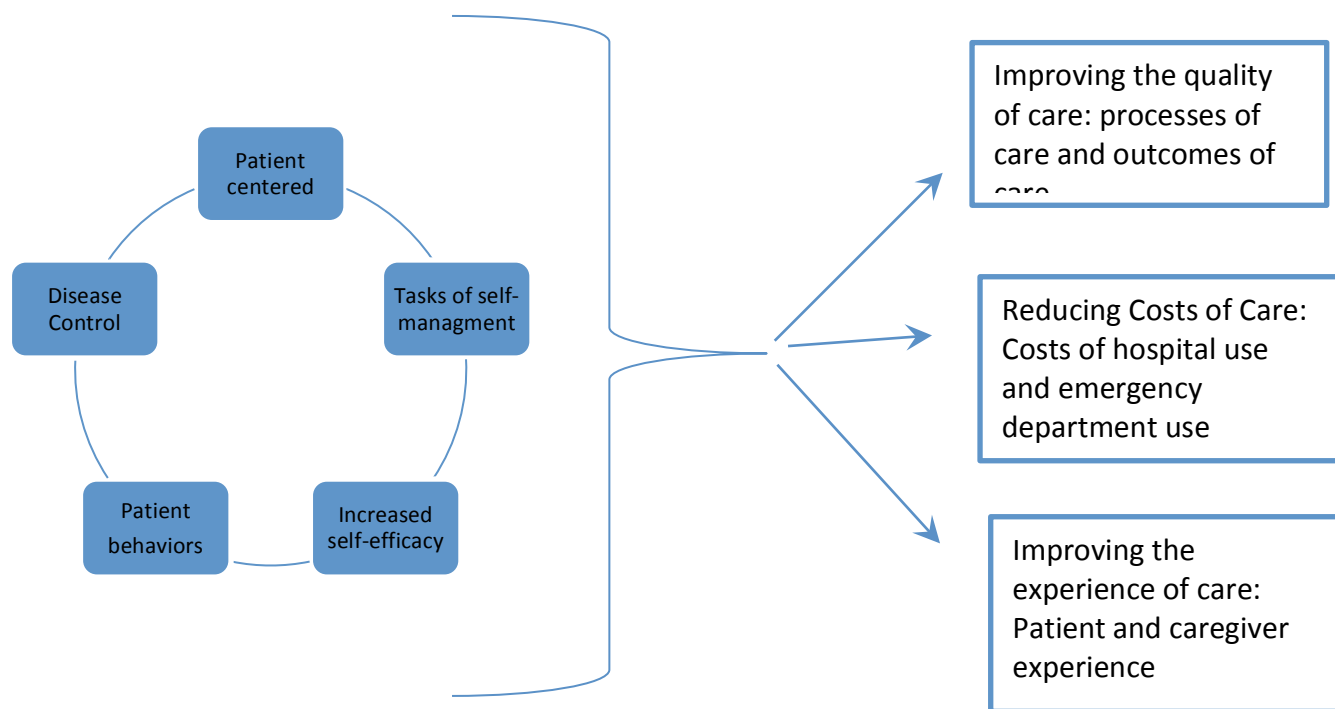 Patient
centered
Disease
Control
Tasks of self-
managment
Patient
behaviors
Increased
self-efficacy
Improving the quality
of care: processes of
care and outcomes of
care
Reducing Costs of Care:
Costs of hospital use
and emergency
department use
Improving the
experience of care:
Patient and caregiver
experience